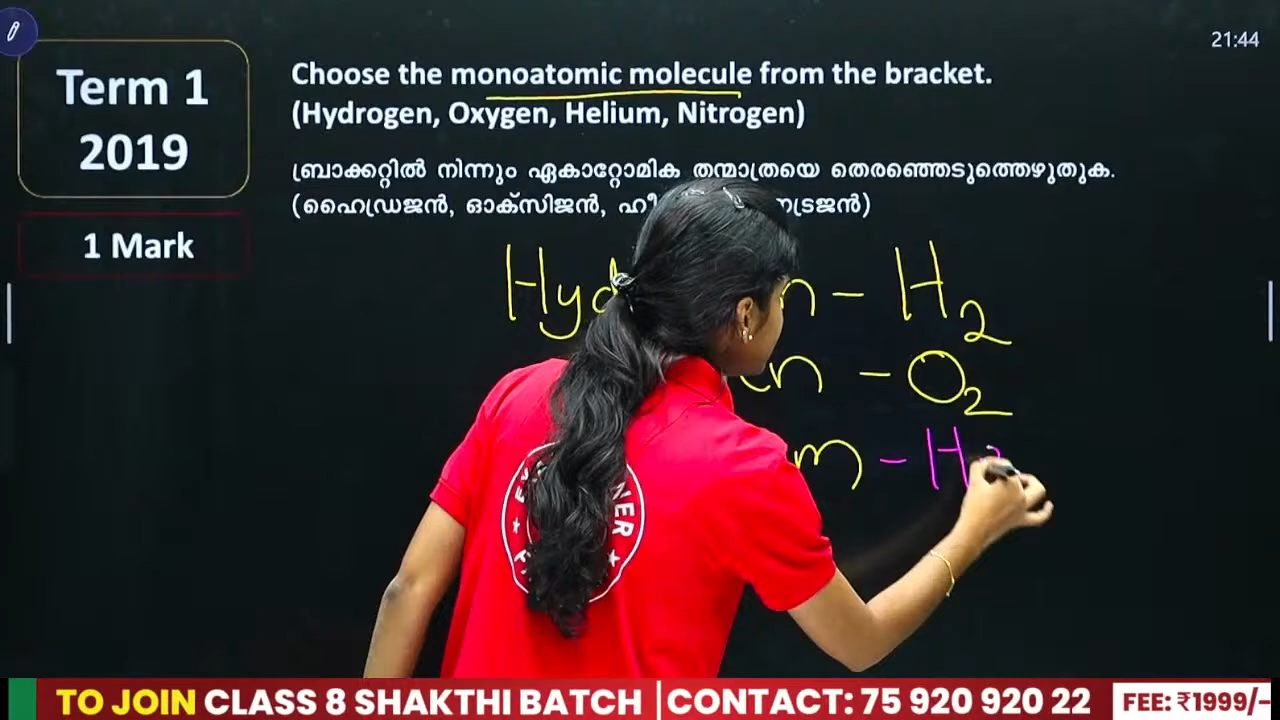 21:44
Term 1
2019
1 Mark
Choose the monoatomic molecule from the bracket.
(Hydrogen, Oxygen, Helium, Nitrogen)
ബ്രാക്കറ്റിൽ നിന്നും ഏകാറ്റോമിക തന്മാത്രയെ തെരഞ്ഞെടുത്തെഴുതുക.
(ഹൈഡ്രജൻ, ഓക്സിജൻ,
n - H2
n - O2
m - H
TO JOIN CLASS 8 SHAKTHI BATCH | CONTACT: 75 920 920 22 FEE: ₹1999/-